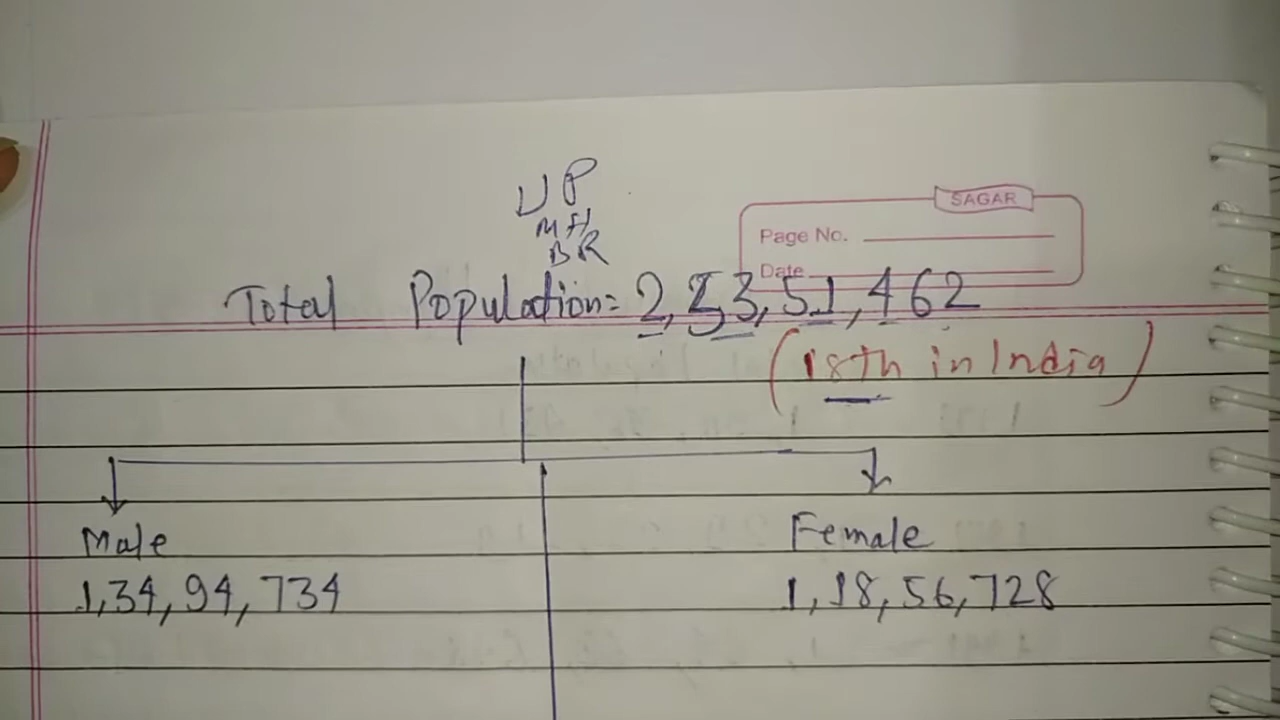 UP
MH
BR
SAGAR
Page No.
Date
Total Population = 2,53,51,462
(18th in India)
Male
Female
1,34,94,734
1,18,56,728